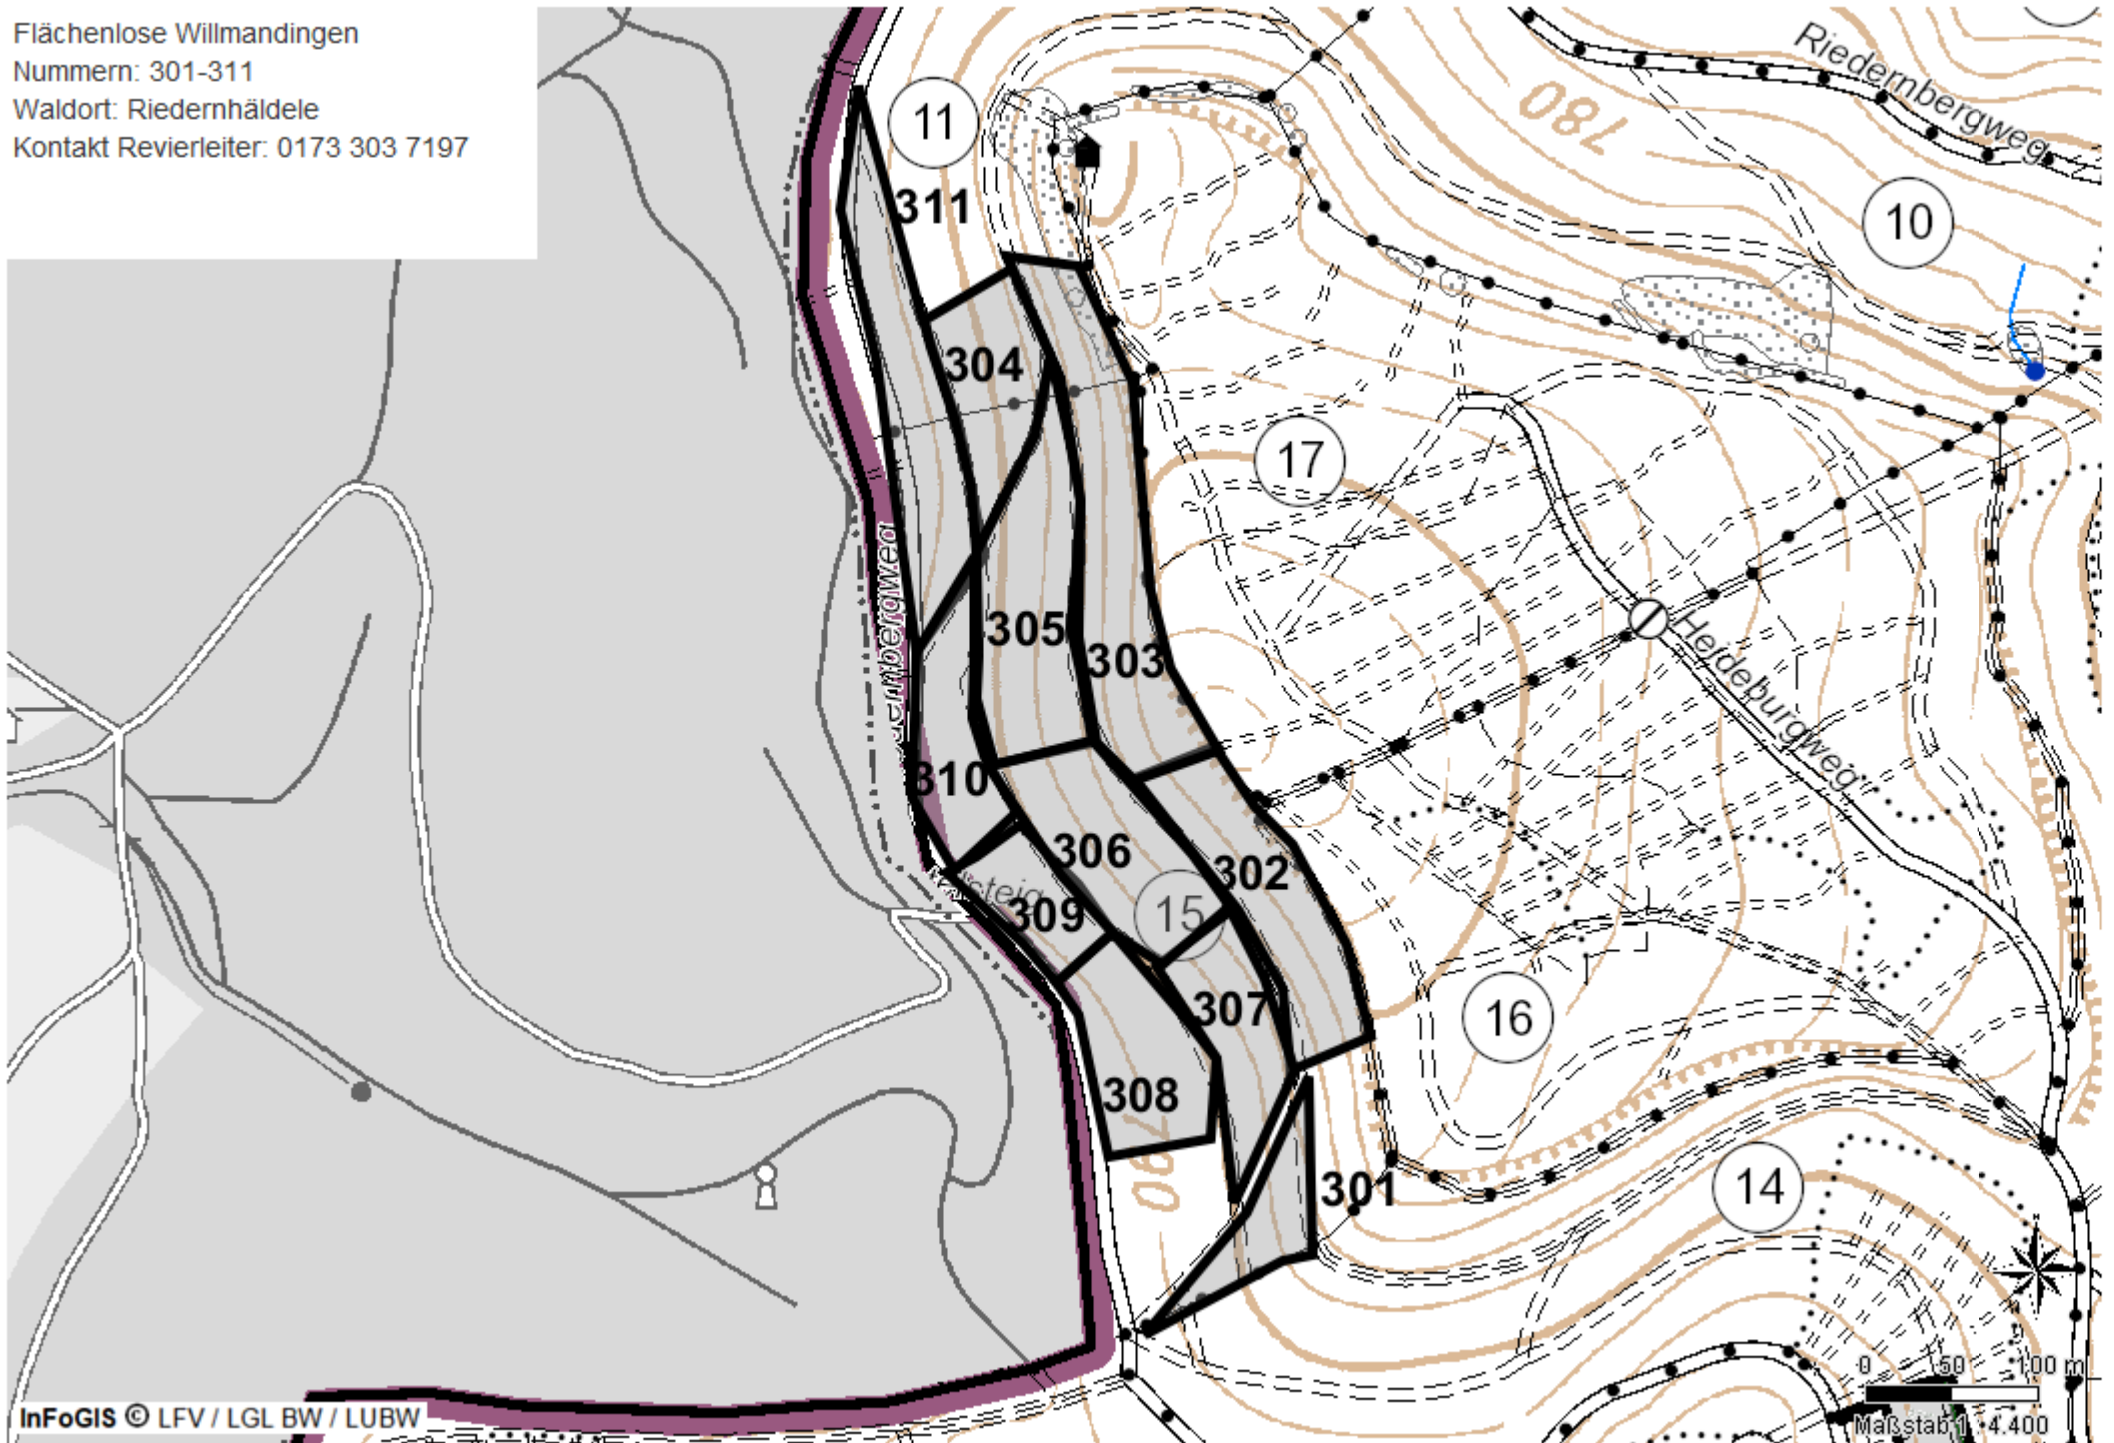 Flächenlose Willmandingen
Nummern: 301-311
Waldort: Riedernhäldele
Kontakt Revierleiter: 0173 303 7197
Riedernbergweg
780
11
10
311
304
17
305
303
Heideburgweg
310
306
302
309
15
307
16
308
790
301
14
0 50 100 m
Maßstab 1 : 4.400
InFoGIS © LFV / LGL BW / LUBW